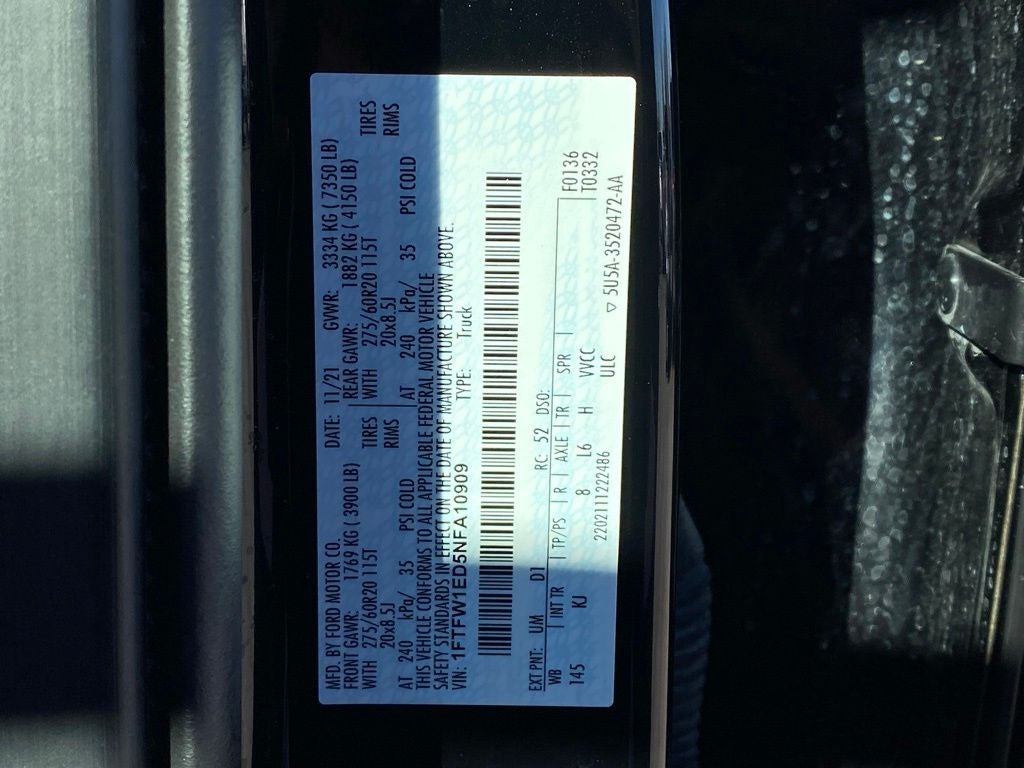 MFD. BY FORD MOTOR CO. DATE: 11/21 GVWR: 3334 KG ( 7350 LB)
FRONT GAWR: 1769 KG ( 3900 LB) REAR GAWR: 1882 KG ( 4150 LB)
WITH 275/60R20 115T TIRES WITH 275/60R20 115T TIRES
20x8.5J RIMS 20x8.5J RIMS
AT 240 kPa/ 35 PSI COLD AT 240 kPa/ 35 PSI COLD
THIS VEHICLE CONFORMS TO ALL APPLICABLE FEDERAL MOTOR VEHICLE
SAFETY STANDARDS IN EFFECT ON THE DATE OF MANUFACTURE SHOWN ABOVE.
VIN: 1FTFW1ED5NFA10909 TYPE: Truck
EXT PNT: UM D1 RC: 52 DSO: F0136
WB INT TR TP/PS R AXLE TR SPR T0332
145 KJ 8 L6 H VVCC
2202111222486 ULC
▽ 5U5A-3520472-AA